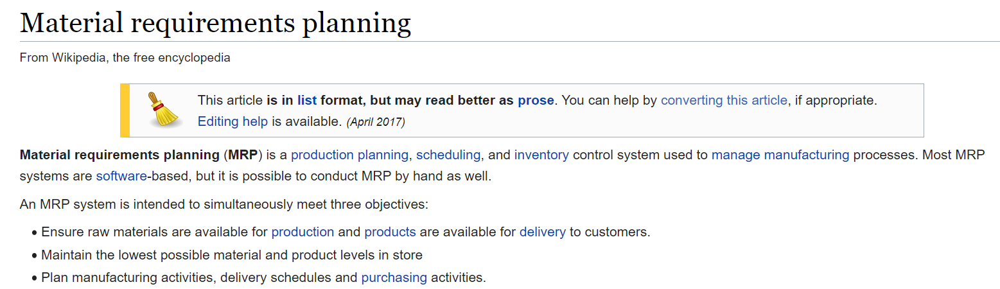 Material requirements planning
From Wikipedia, the free encyclopedia
This article is in list format, but may read better as prose. You can help by converting this article, if appropriate.
Editing help is available. (April 2017)
Material requirements planning (MRP) is a production planning, scheduling, and inventory control system used to manage manufacturing processes. Most MRP
systems are software-based, but it is possible to conduct MRP by hand as well.
An MRP system is intended to simultaneously meet three objectives:
• Ensure raw materials are available for production and products are available for delivery to customers.
• Maintain the lowest possible material and product levels in store
• Plan manufacturing activities, delivery schedules and purchasing activities.